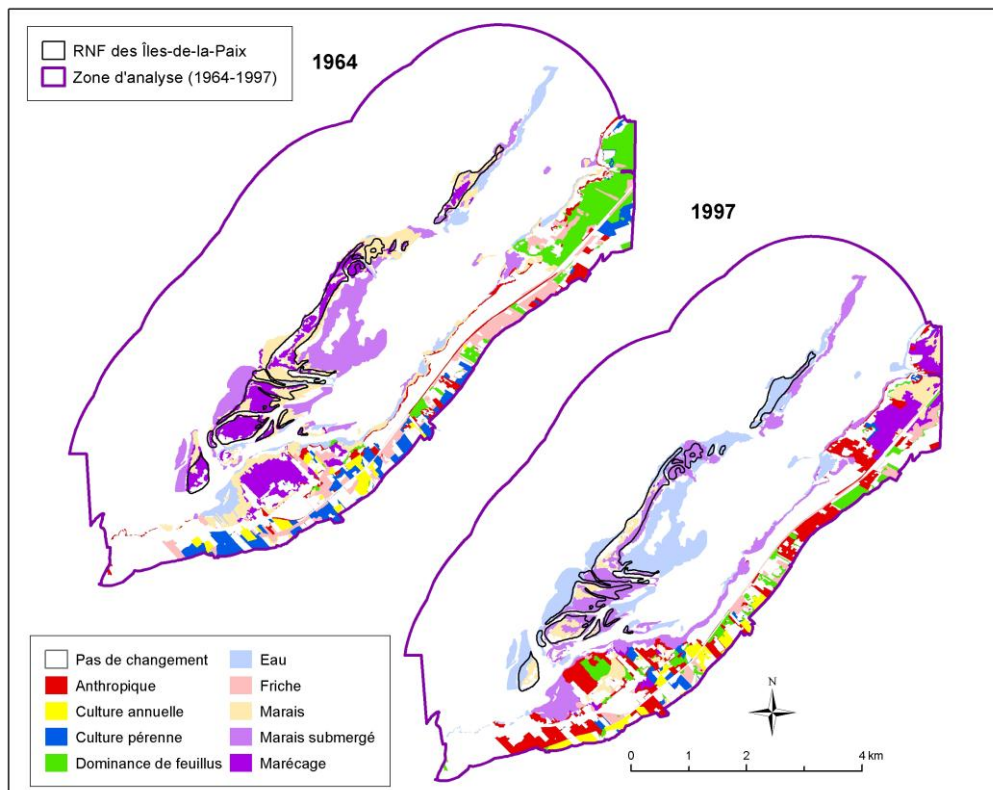 RNF des Îles-de-la-Paix
Zone d'analyse (1964-1997)
1964
1997
Pas de changement
Anthropique
Culture annuelle
Culture pérenne
Dominance de feuillus
Eau
Friche
Marais
Marais submergé
Marécage
N
0 1 2 4 km